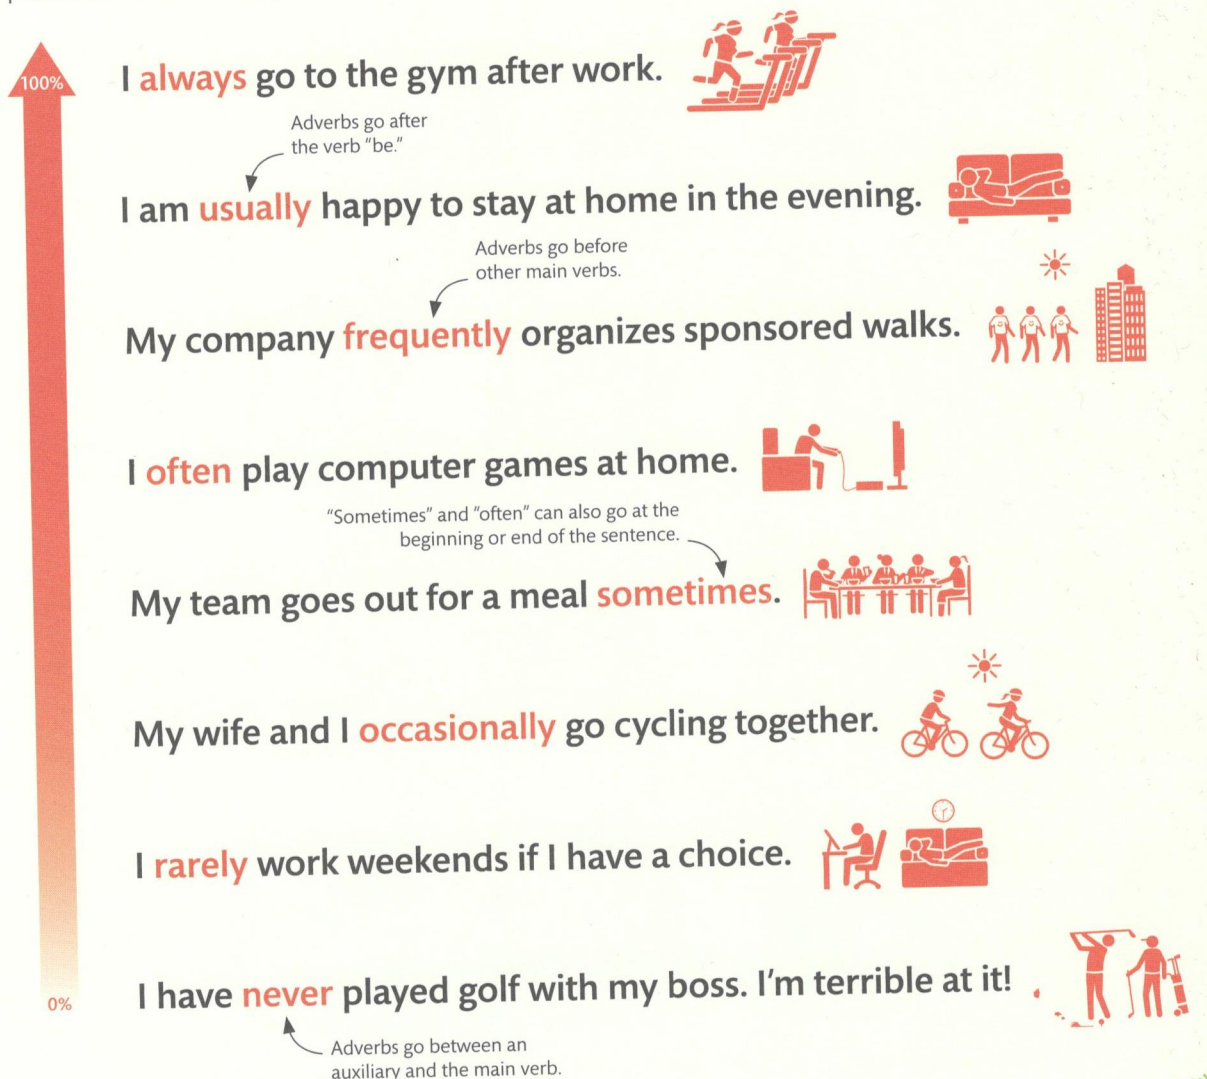 100%
I always go to the gym after work.
Adverbs go after
the verb "be."
I am usually happy to stay at home in the evening.
Adverbs go before
other main verbs.
My company frequently organizes sponsored walks.
I often play computer games at home.
"Sometimes" and "often" can also go at the
beginning or end of the sentence.
My team goes out for a meal sometimes.
My wife and I occasionally go cycling together.
I rarely work weekends if I have a choice.
0%
I have never played golf with my boss. I'm terrible at it!
Adverbs go between an
auxiliary and the main verb.